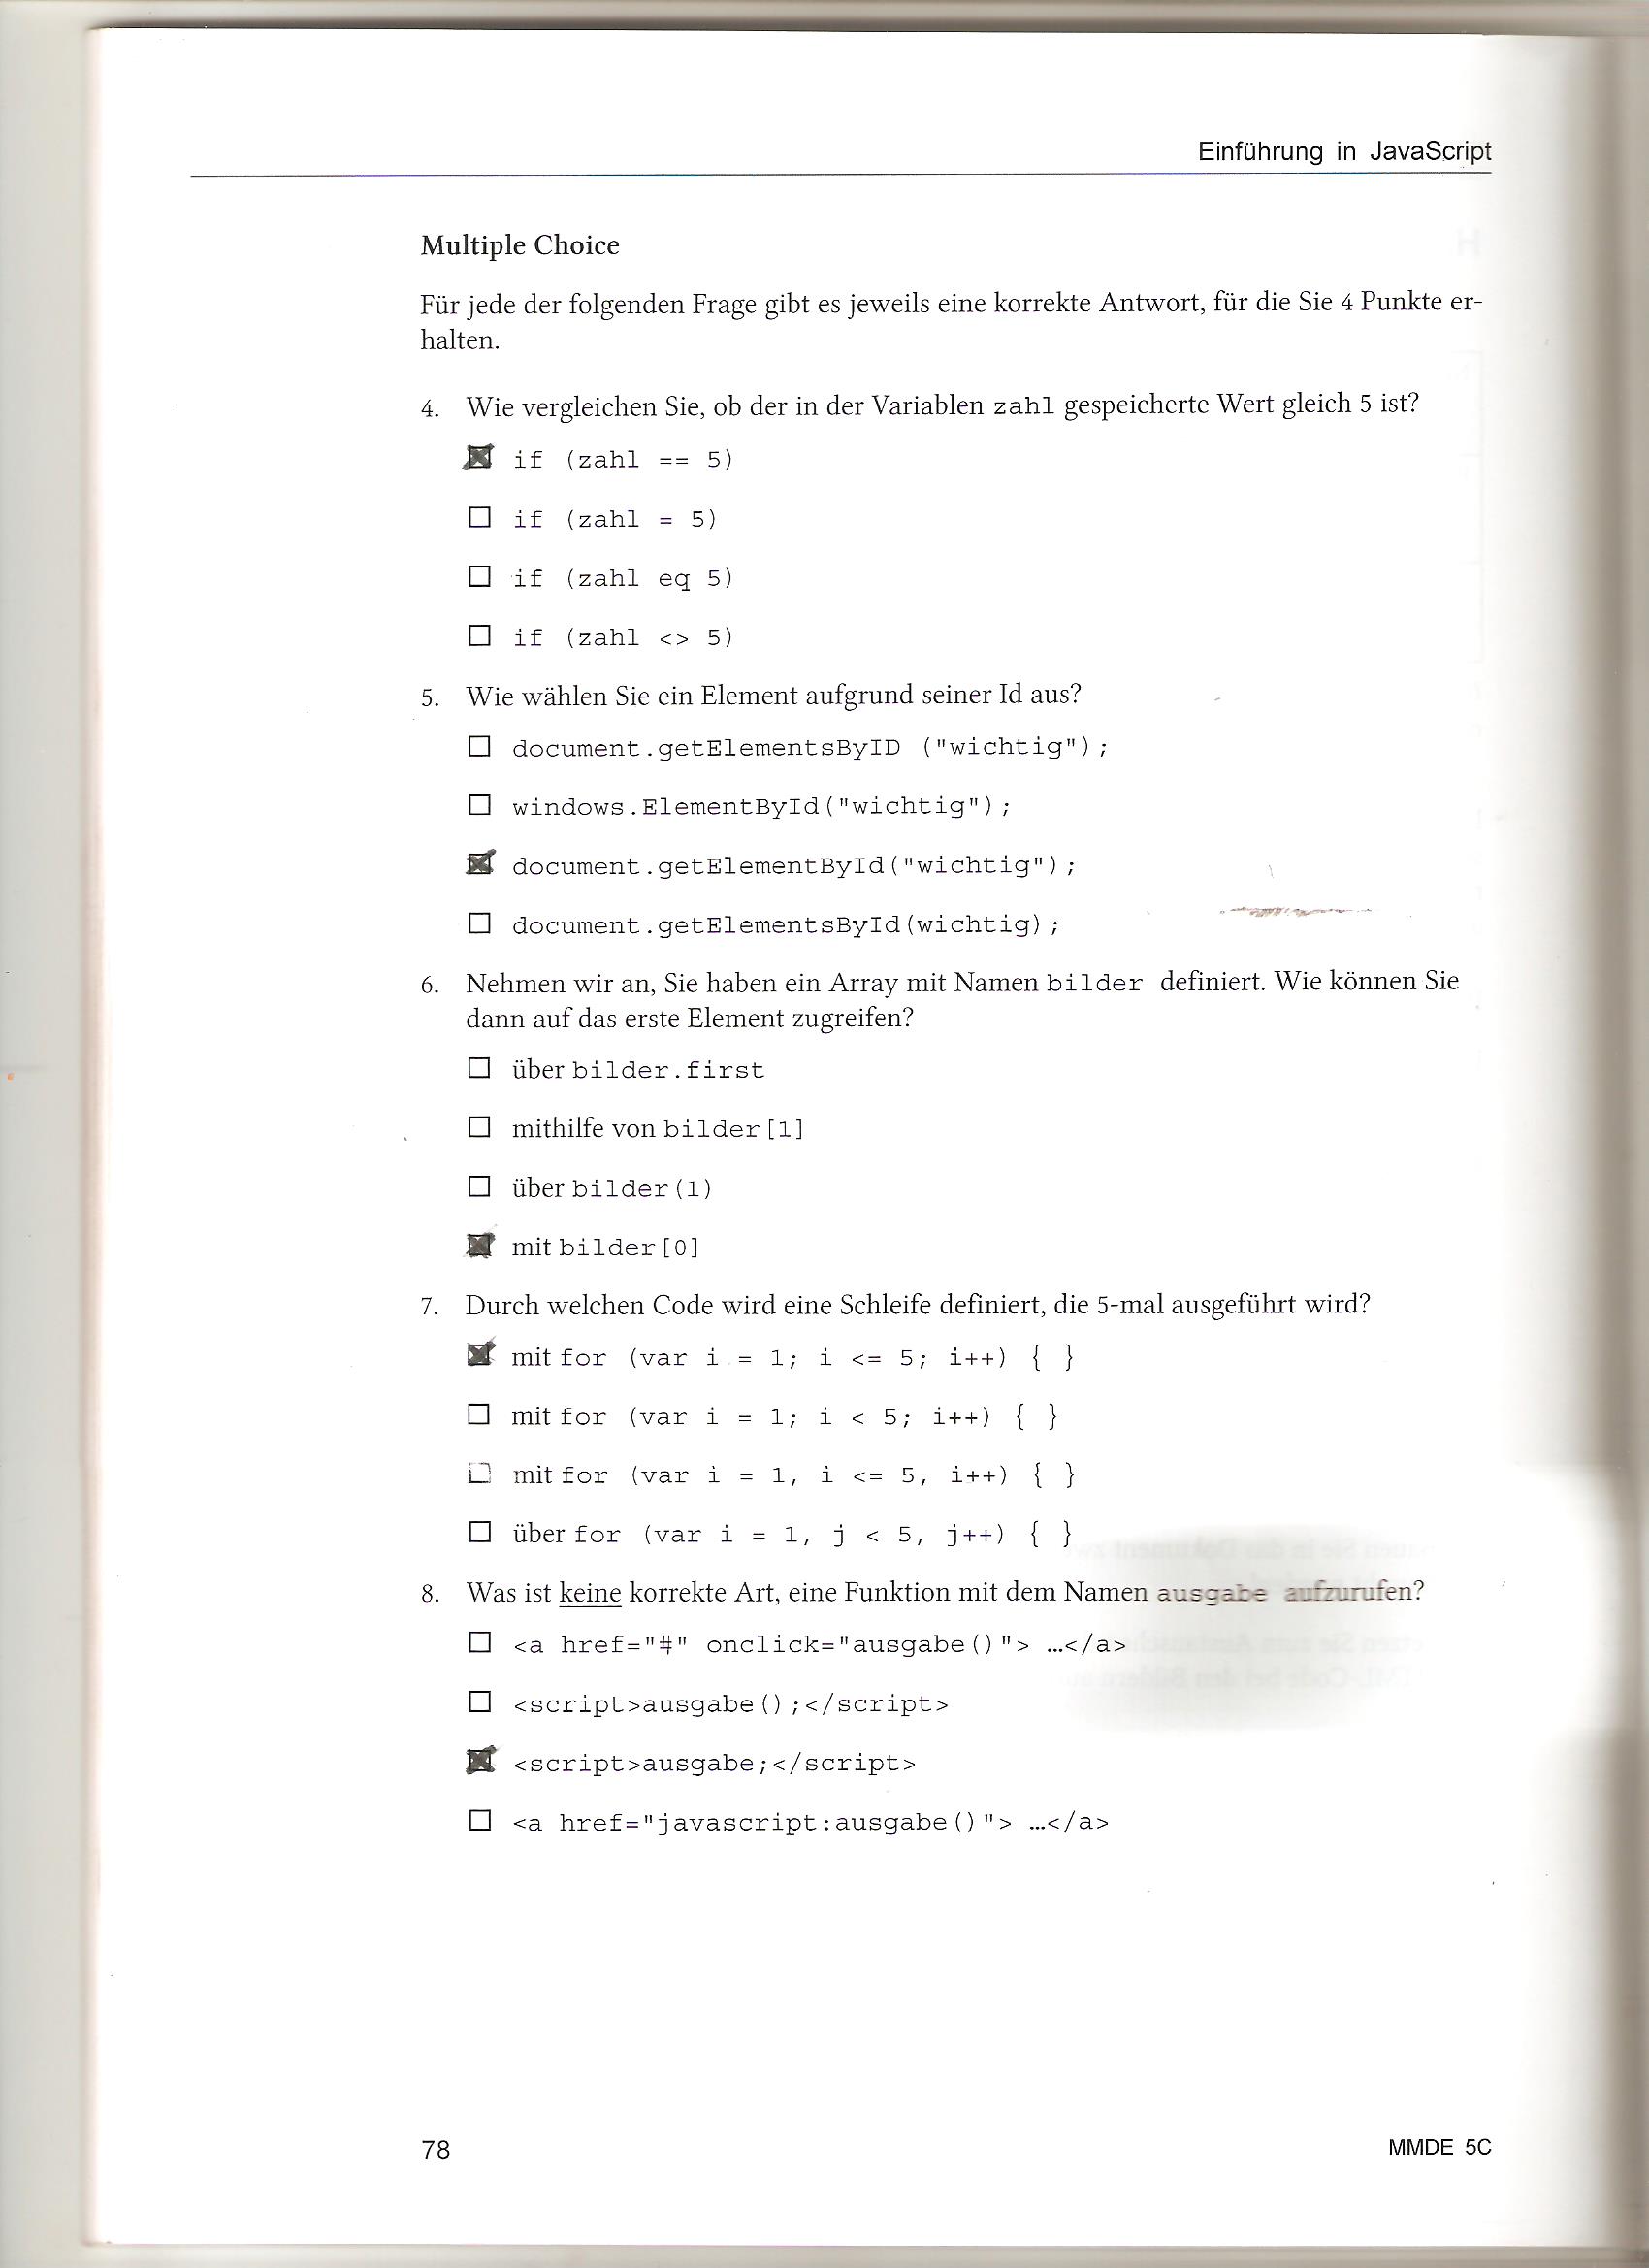 Einführung in JavaScript
Multiple Choice
Für jede der folgenden Frage gibt es jeweils eine korrekte Antwort, für die Sie 4 Punkte er-
halten.
4. Wie vergleichen Sie, ob der in der Variablen zahl gespeicherte Wert gleich 5 ist?
☒ if (zahl == 5)
☐ if (zahl = 5)
☐ if (zahl eq 5)
☐ if (zahl <> 5)
5. Wie wählen Sie ein Element aufgrund seiner Id aus?
☐ document.getElementsByID ("wichtig");
☐ windows.ElementById("wichtig");
☒ document.getElementById("wichtig");
☐ document.getElementsById(wichtig);
6. Nehmen wir an, Sie haben ein Array mit Namen bilder definiert. Wie können Sie
dann auf das erste Element zugreifen?
☐ über bilder.first
☐ mithilfe von bilder[1]
☐ über bilder(1)
☒ mit bilder[0]
7. Durch welchen Code wird eine Schleife definiert, die 5-mal ausgeführt wird?
☒ mit for (var i = 1; i <= 5; i++) { }
☐ mit for (var i = 1; i < 5; i++) { }
☐ mit for (var i = 1, i <= 5, i++) { }
☐ über for (var i = 1, j < 5, j++) { }
8. Was ist keine korrekte Art, eine Funktion mit dem Namen ausgabe aufzurufen?
☐ <a href="#" onclick="ausgabe()"> …</a>
☐ <script>ausgabe();</script>
☒ <script>ausgabe;</script>
☐ <a href="javascript:ausgabe()"> …</a>
78 MMDE 5C